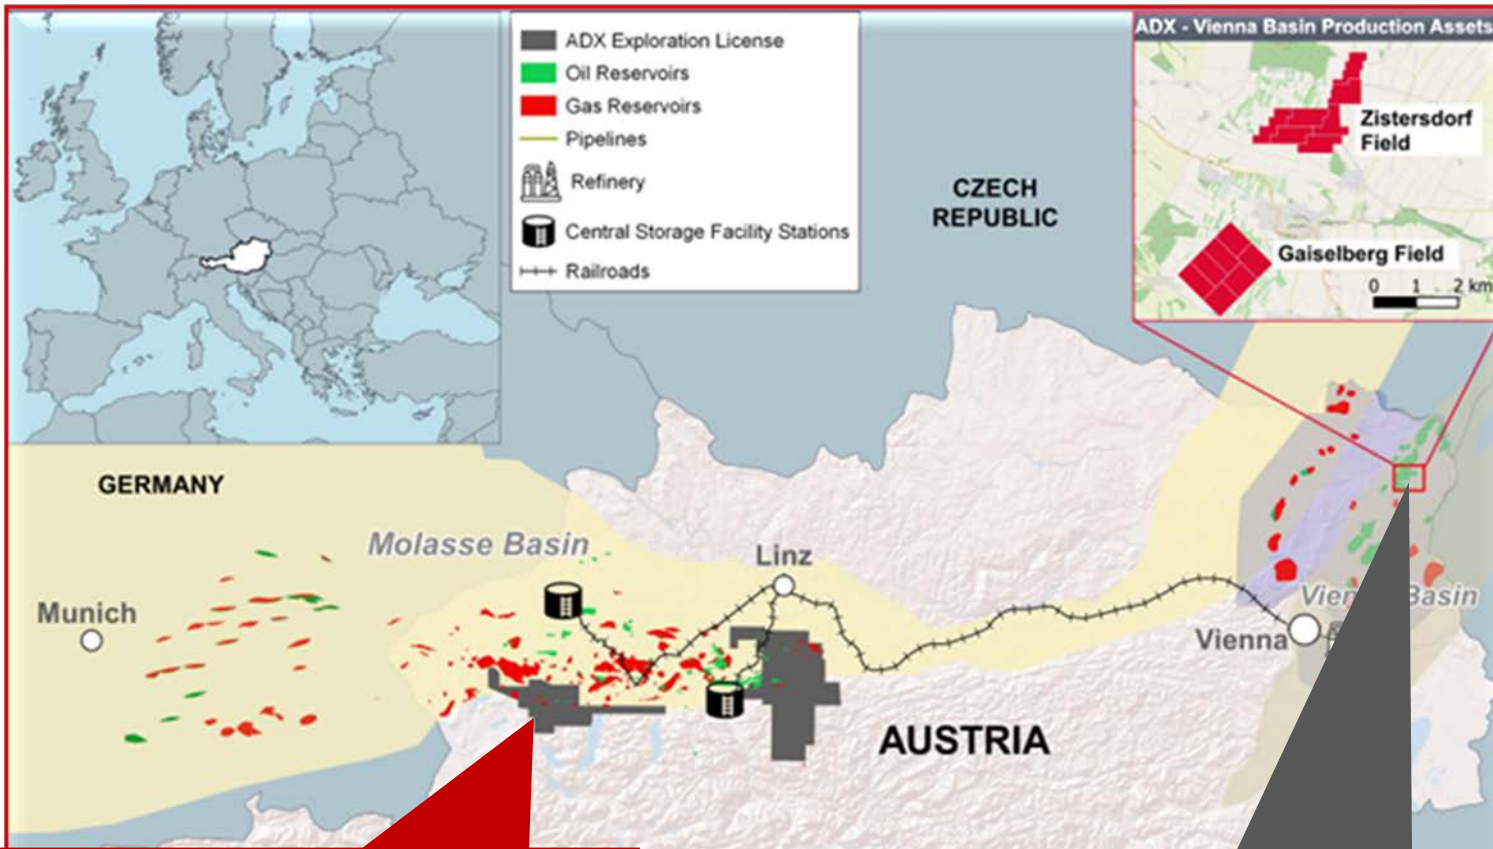 ADX Exploration License
Oil Reservoirs
Gas Reservoirs
Pipelines
Refinery
Central Storage Facility Stations
Railroads
ADX - Vienna Basin Production Assets
Zistersdorf
Field
Gaiselberg Field
0 1 2 km
CZECH
REPUBLIC
GERMANY
Molasse Basin
Linz
Munich
Vienna
Basin
AUSTRIA